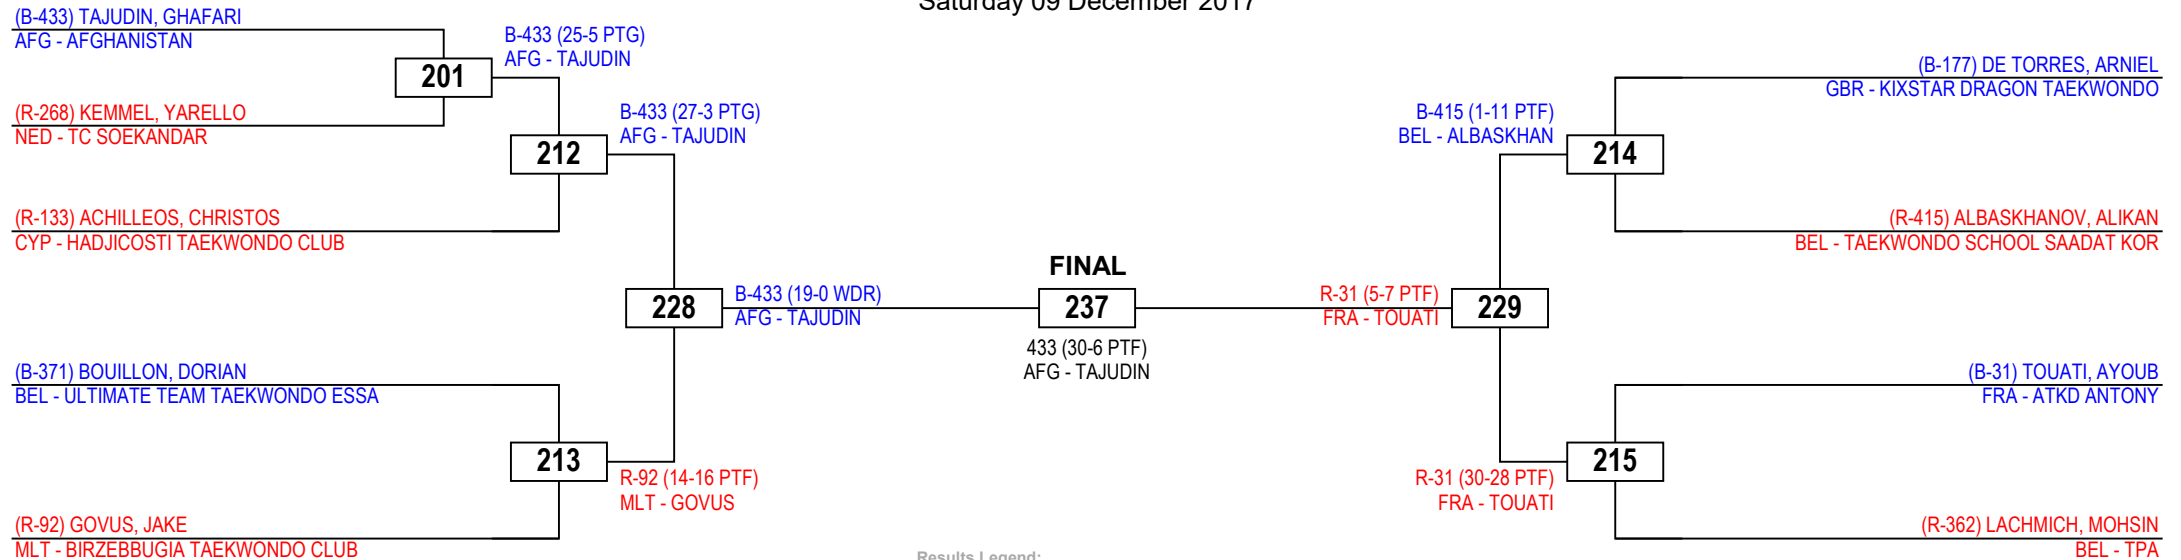 Saturday 09 December 2017
(B-433) TAJUDIN, GHAFARI
AFG - AFGHANISTAN
201
B-433 (25-5 PTG)
AFG - TAJUDIN
(R-268) KEMMEL, YARELLO
NED - TC SOEKANDAR
212
B-433 (27-3 PTG)
AFG - TAJUDIN
(R-133) ACHILLEOS, CHRISTOS
CYP - HADJICOSTI TAEKWONDO CLUB
228
B-433 (19-0 WDR)
AFG - TAJUDIN
(B-371) BOUILLON, DORIAN
BEL - ULTIMATE TEAM TAEKWONDO ESSA
213
R-92 (14-16 PTF)
MLT - GOVUS
(R-92) GOVUS, JAKE
MLT - BIRZEBBUGIA TAEKWONDO CLUB
FINAL
237
433 (30-6 PTF)
AFG - TAJUDIN
(B-177) DE TORRES, ARNIEL
GBR - KIXSTAR DRAGON TAEKWONDO
B-415 (1-11 PTF)
BEL - ALBASKHAN
214
(R-415) ALBASKHANOV, ALIKAN
BEL - TAEKWONDO SCHOOL SAADAT KOR
R-31 (5-7 PTF)
FRA - TOUATI
229
(B-31) TOUATI, AYOUB
FRA - ATKD ANTONY
215
R-31 (30-28 PTF)
FRA - TOUATI
(R-362) LACHMICH, MOHSIN
BEL - TPA
Results Legend: